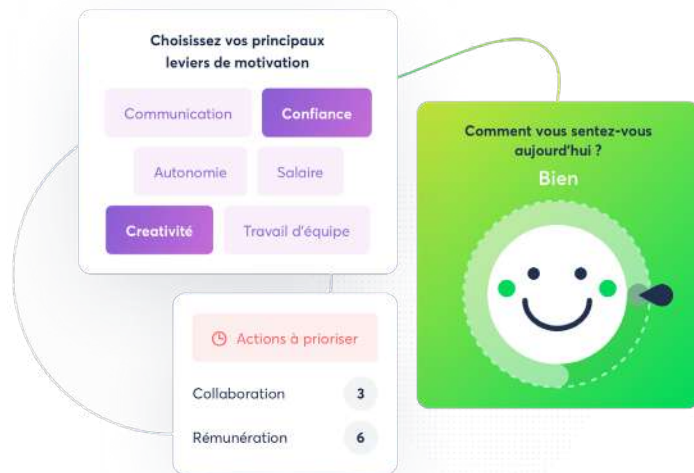 Choisissez vos principaux
leviers de motivation
Communication
Confiance
Autonomie
Salaire
Creativité
Travail d'équipe
Comment vous sentez-vous
aujourd'hui ?
Bien
Actions à prioriser
Collaboration 3
Rémunération 6